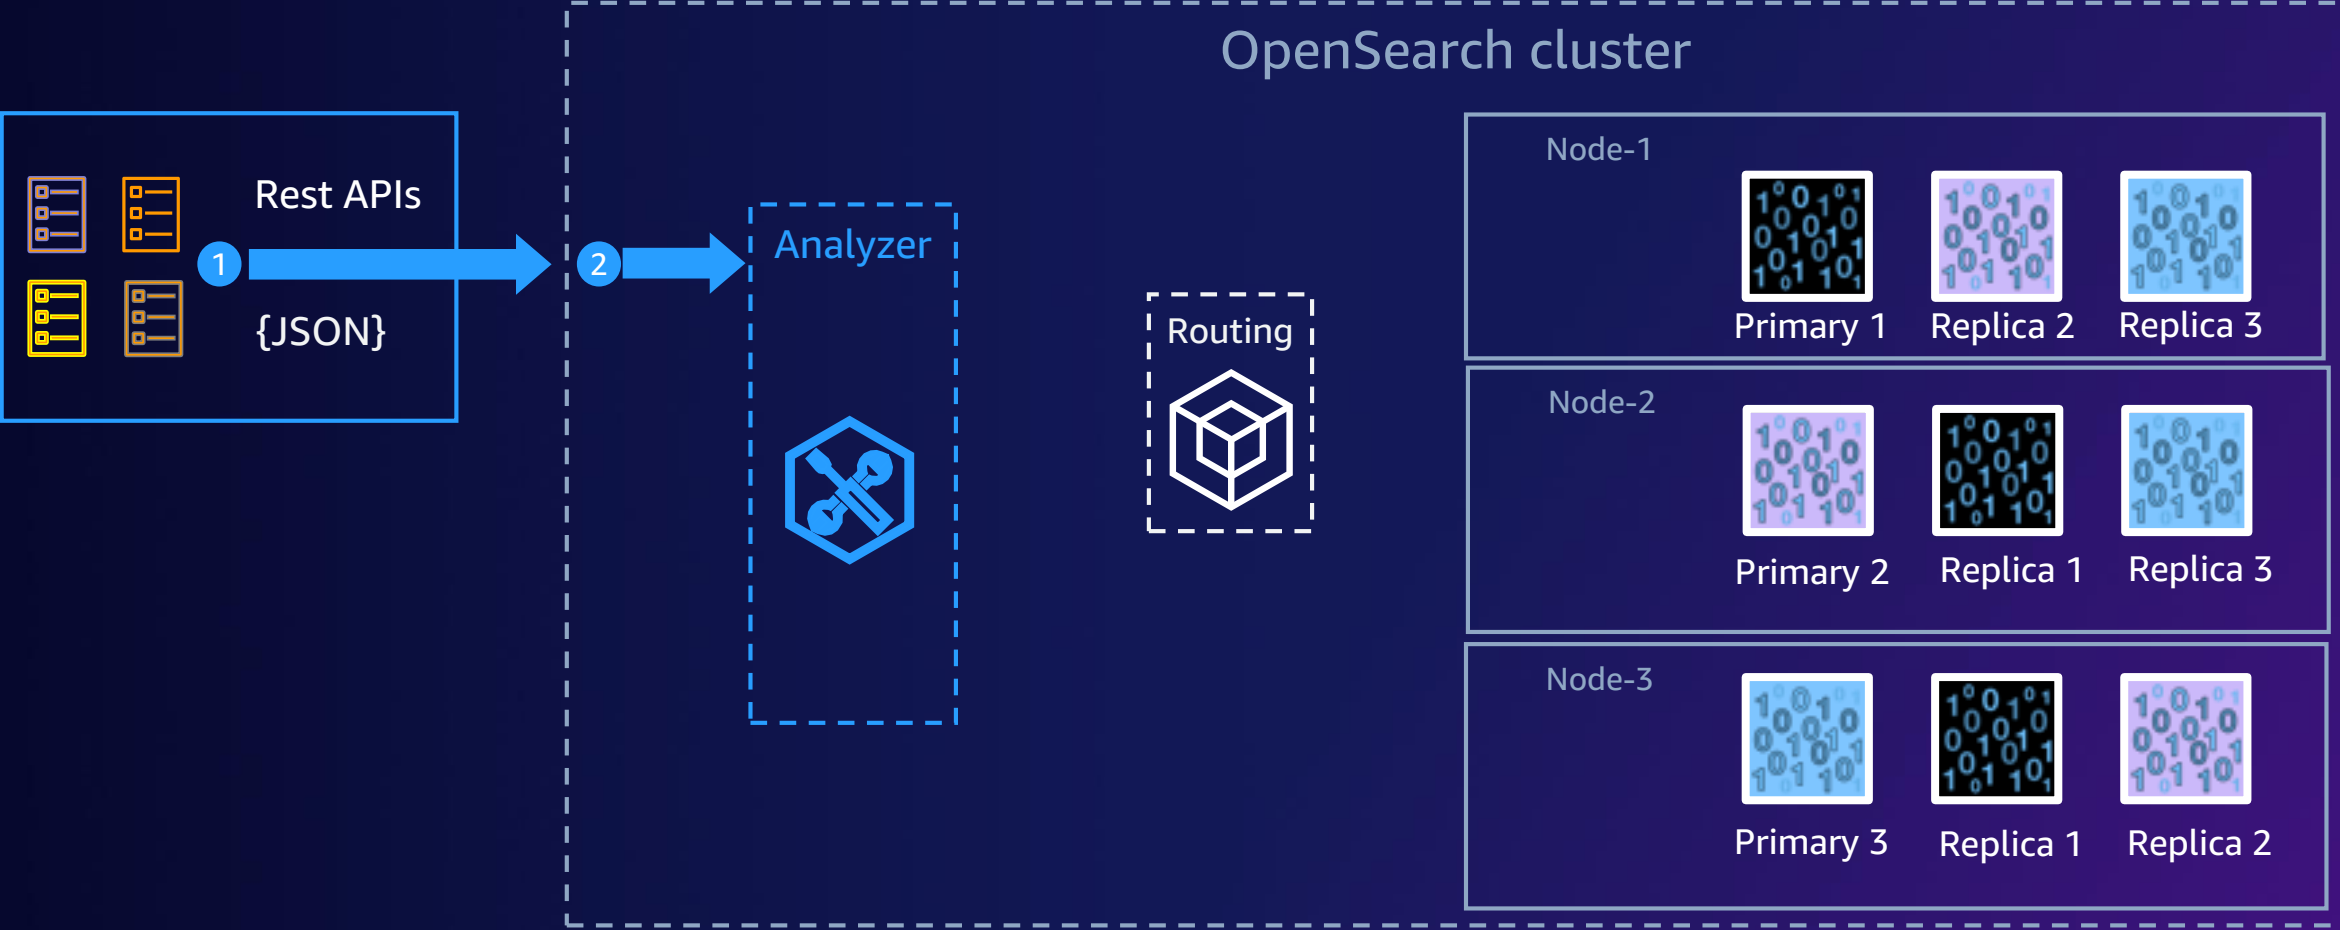 OpenSearch cluster
Rest APIs
1
{JSON}
2
Analyzer
Routing
Node-1
Primary 1
Replica 2
Replica 3
Node-2
Primary 2
Replica 1
Replica 3
Node-3
Primary 3
Replica 1
Replica 2